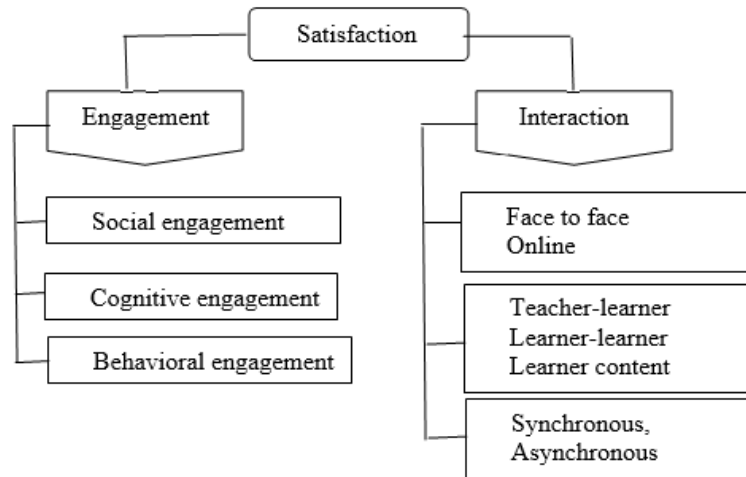 Satisfaction
Engagement
Social engagement
Cognitive engagement
Behavioral engagement
Interaction
Face to face
Online
Teacher-learner
Learner-learner
Learner content
Synchronous,
Asynchronous